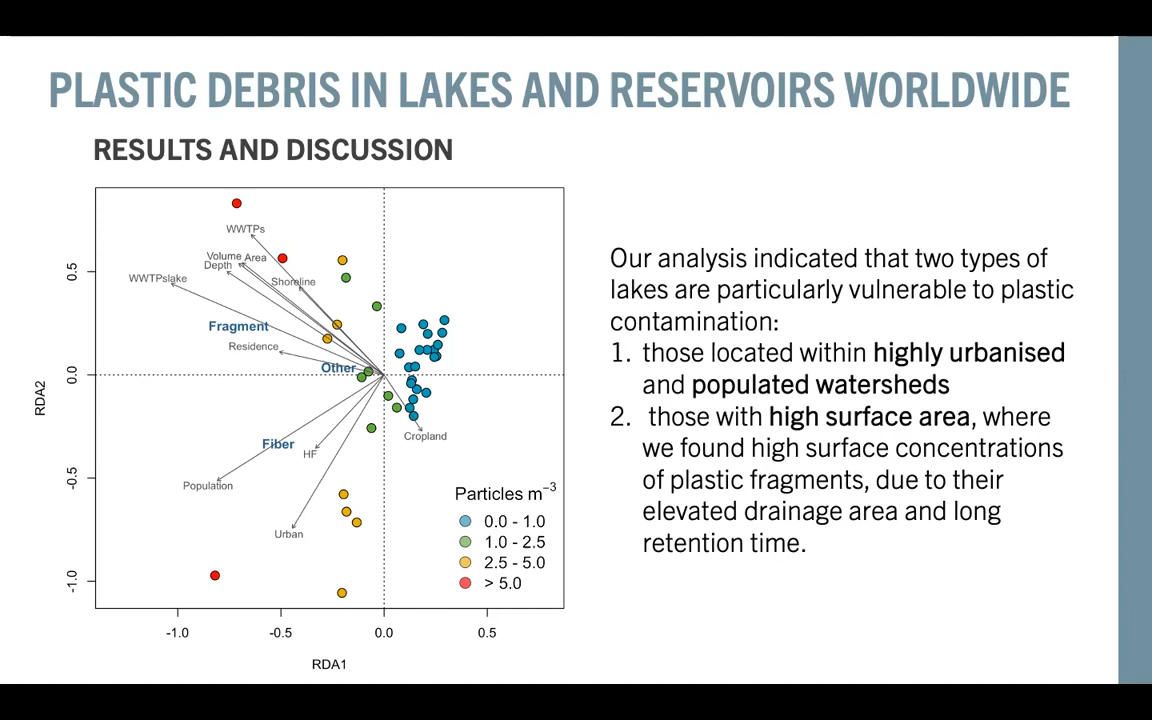 PLASTIC DEBRIS IN LAKES AND RESERVOIRS WORLDWIDE
RESULTS AND DISCUSSION
WWTPs
Volume Area
Depth
WWTPslake
Shoreline
Fragment
Residence
Other
Fiber
HF
Cropland
Population
Urban
Particles m⁻³
0.0 - 1.0
1.0 - 2.5
2.5 - 5.0
> 5.0
RDA2
0.5
0.0
-0.5
-1.0
-1.0
-0.5
0.0
0.5
RDA1
Our analysis indicated that two types of
lakes are particularly vulnerable to plastic
contamination:
1. those located within highly urbanised
and populated watersheds
2. those with high surface area, where
we found high surface concentrations
of plastic fragments, due to their
elevated drainage area and long
retention time.